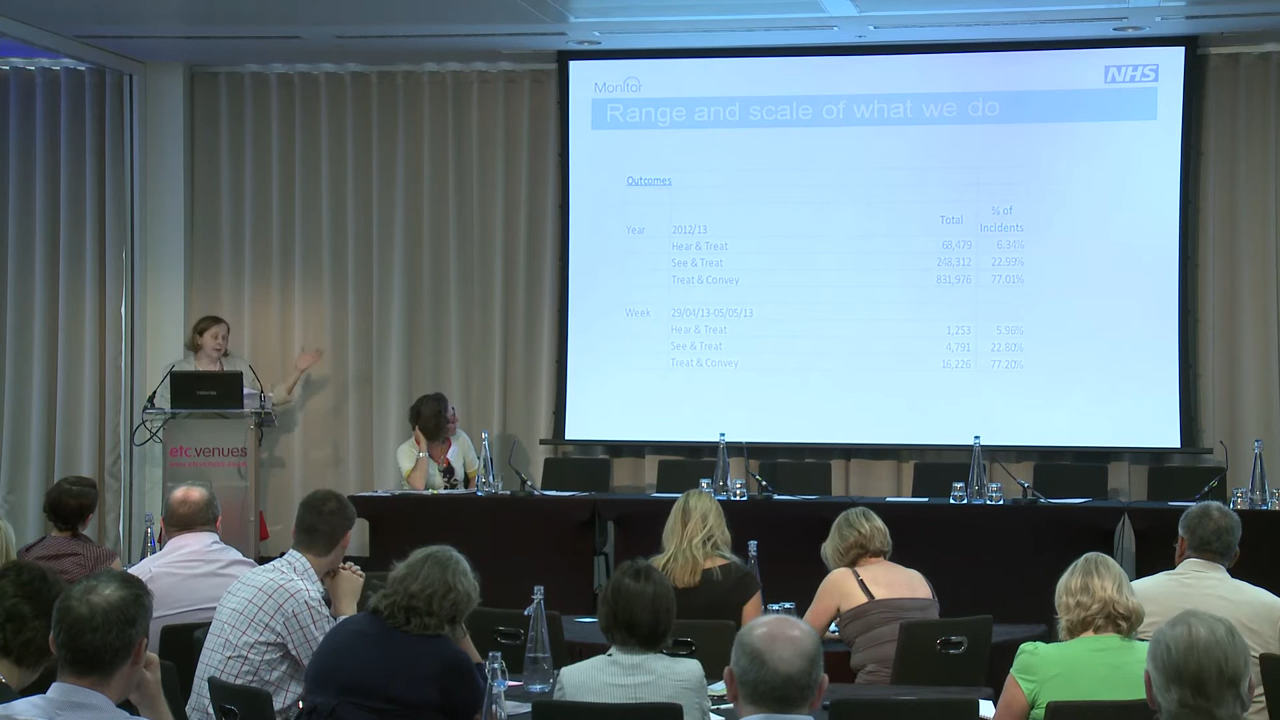 Monitor
NHS
Range and scale of what we do
Outcomes
Total
% of Incidents
Year 2012/13
Hear & Treat 68,479 6.34%
See & Treat 248,312 22.99%
Treat & Convey 831,976 77.01%
Week 29/04/13-05/05/13
Hear & Treat 1,253 5.96%
See & Treat 4,791 22.80%
Treat & Convey 16,226 77.20%
etc.venues